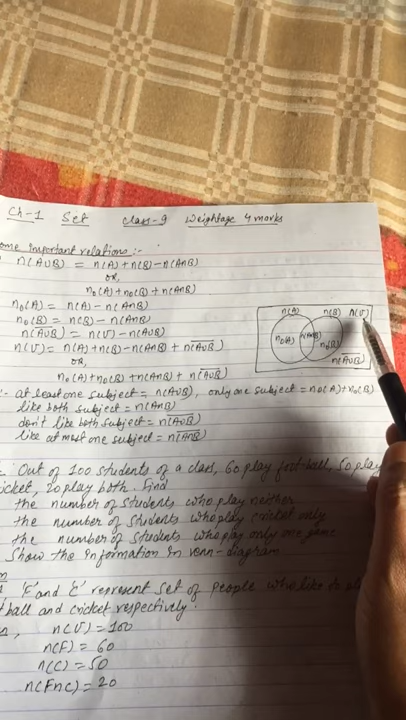 Ch-1 Set Class-9 Weightage 4 marks
ome important relations :-
n(A∪B) = n(A)+n(B)-n(A∩B)
or,
n₀(A)+n₀(B)+n(A∩B)
n₀(A) = n(A)-n(A∩B)
n₀(B) = n(B)-n(A∩B)
n(A̅∪̅B̅) = n(U)-n(A∪B)
n(U) = n(A)+n(B)-n(A∩B)+n(A̅∪̅B̅)
or,
n₀(A)+n₀(B)+n(A∩B)+n(A̅∪̅B̅)
n(A) n(B) n(U)
n₀(A) n(A∩B) n₀(B)
n(A̅∪̅B̅)
:- at least one subject = n(A∪B), only one subject = n₀(A)+n₀(B)
like both subject = n(A∩B)
don't like both subject = n(A̅∪̅B̅)
like at most one subject = n(A̅∩̅B̅)
: Out of 100 students of a class, 60 play foot-ball, 50 play
icket, 20 play both. Find
the number of students who play neither
the number of students who play cricket only
the number of students who play only one game
Show the information in venn-diagram
n
'F' and 'C' represent set of people who like to pl
t ball and cricket respectively.
n(U) = 100
n(F) = 60
n(C) = 50
n(F∩C) = 20